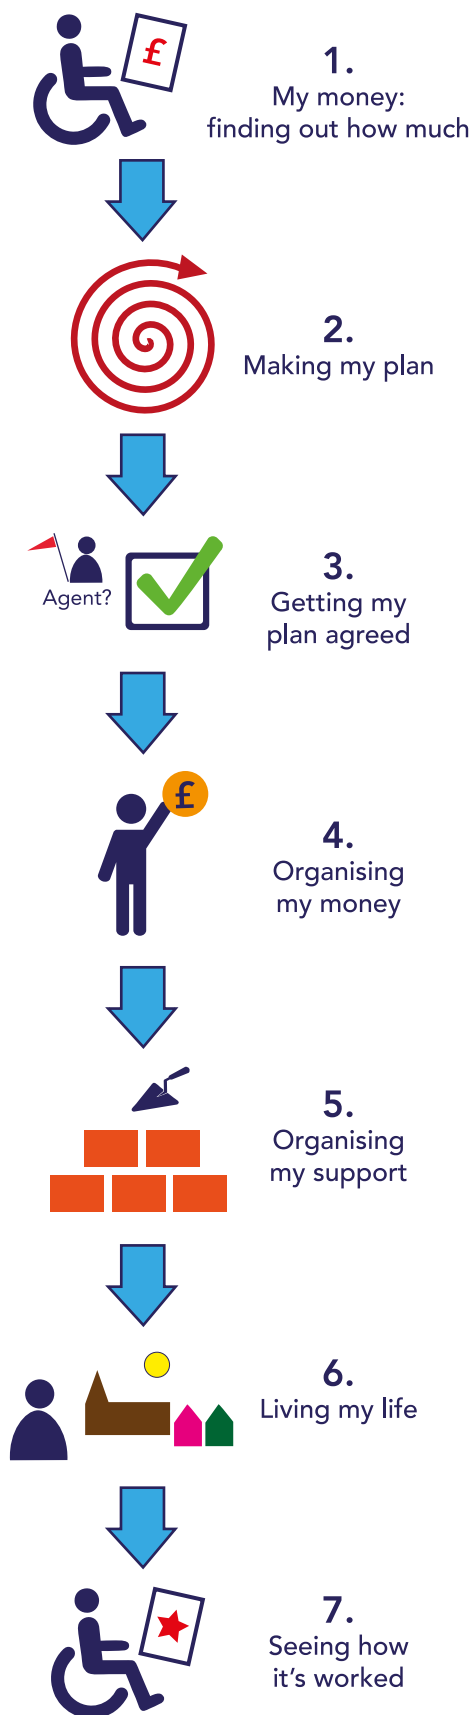 £
1.
My money:
finding out how much
2.
Making my plan
Agent?
3.
Getting my
plan agreed
£
4.
Organising
my money
5.
Organising
my support
6.
Living my life
7.
Seeing how
it's worked